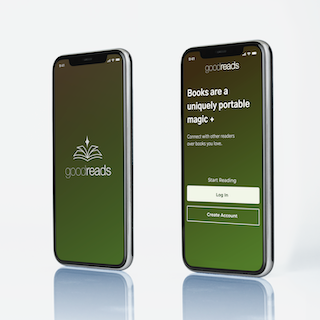 9:41
goodreads
9:41
goodreads
Books are a
uniquely portable
magic +
Connect with other readers
over books you love.
Start Reading
Log In
Create Account